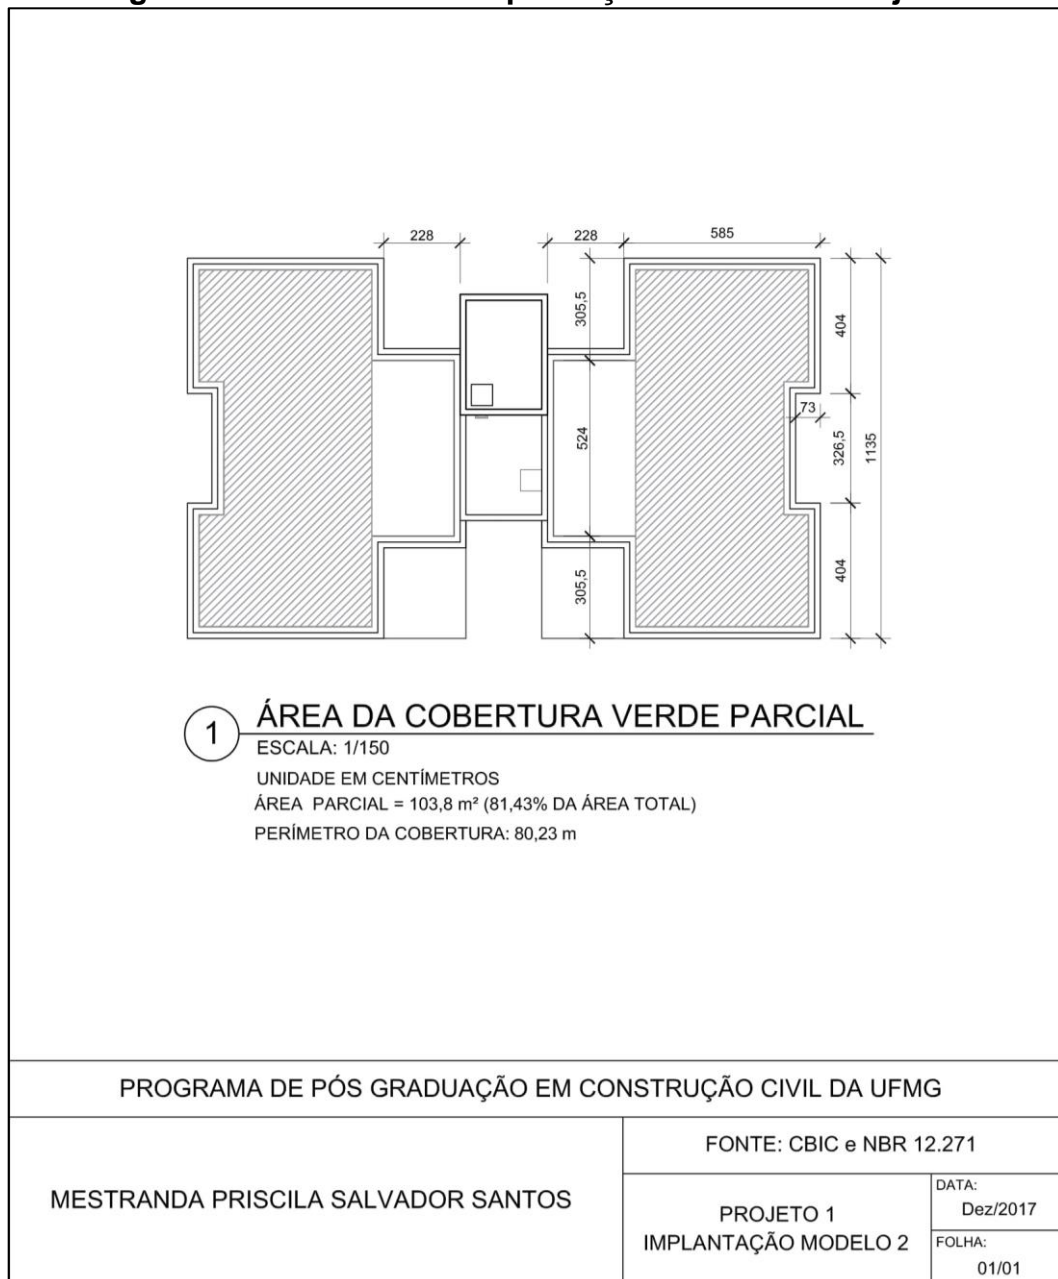 228
228
585
305,5
404
73
524
326,5
1135
305,5
404
1
ÁREA DA COBERTURA VERDE PARCIAL
ESCALA: 1/150
UNIDADE EM CENTÍMETROS
ÁREA PARCIAL = 103,8 m² (81,43% DA ÁREA TOTAL)
PERÍMETRO DA COBERTURA: 80,23 m
PROGRAMA DE PÓS GRADUAÇÃO EM CONSTRUÇÃO CIVIL DA UFMG
MESTRANDA PRISCILA SALVADOR SANTOS
FONTE: CBIC e NBR 12.271
PROJETO 1
IMPLANTAÇÃO MODELO 2
DATA:
Dez/2017
FOLHA:
01/01